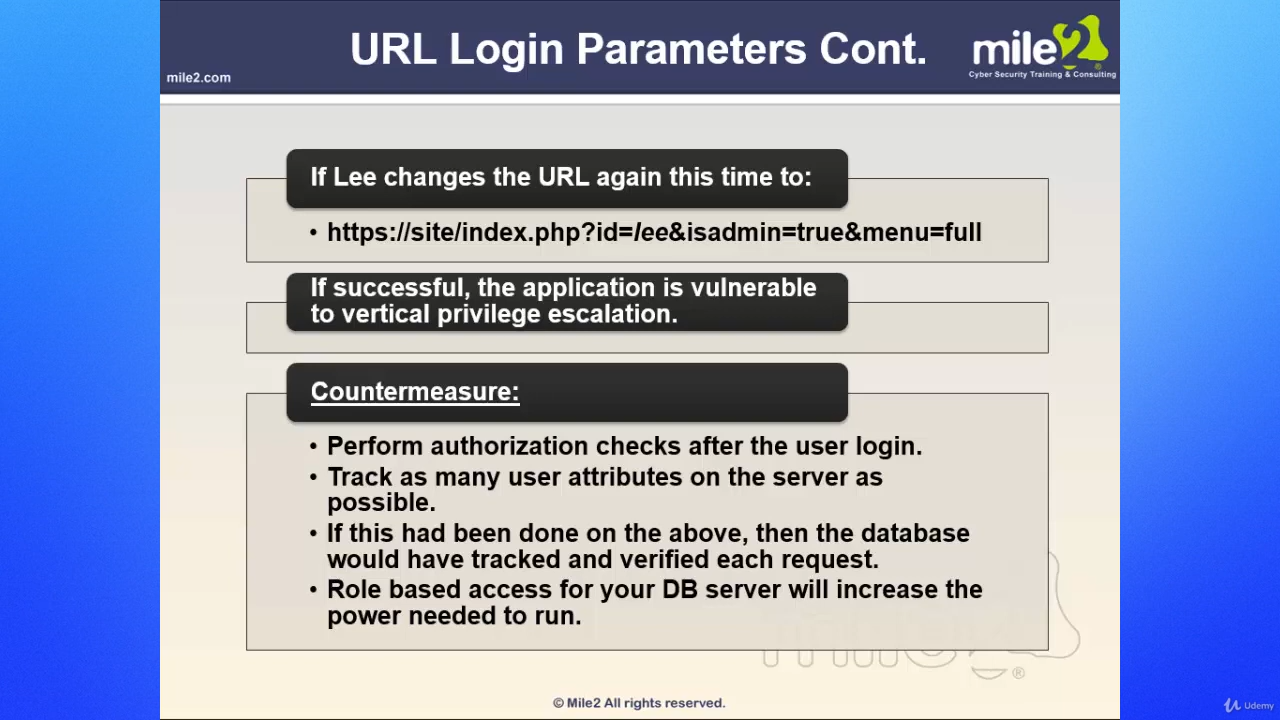 URL Login Parameters Cont.
mile2
Cyber Security Training & Consulting
mile2.com
If Lee changes the URL again this time to:
• https://site/index.php?id=lee&isadmin=true&menu=full
If successful, the application is vulnerable
to vertical privilege escalation.
Countermeasure:
• Perform authorization checks after the user login.
• Track as many user attributes on the server as
possible.
• If this had been done on the above, then the database
would have tracked and verified each request.
• Role based access for your DB server will increase the
power needed to run.
mile2®
© Mile2 All rights reserved.
Udemy